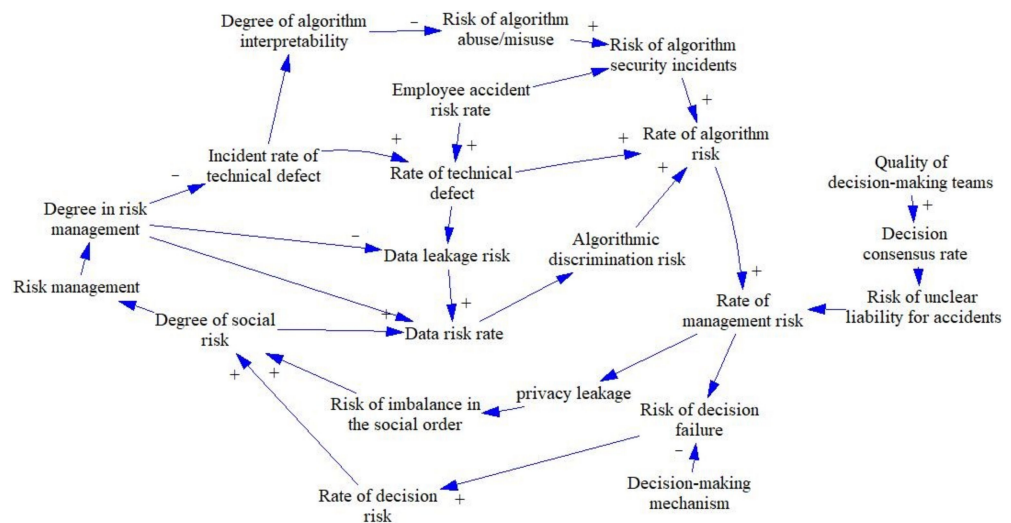 Degree of algorithm
interpretability
−
Risk of algorithm
abuse/misuse
+
Risk of algorithm
security incidents
Employee accident
risk rate
+
+
+
+
Rate of algorithm
risk
Incident rate of
technical defect
−
Rate of technical
defect
+
Quality of
decision-making teams
+
Degree in risk
management
−
Data leakage risk
Algorithmic
discrimination risk
Decision
consensus rate
Risk management
+
+
+
Risk of unclear
liability for accidents
Degree of social
risk
Data risk rate
Rate of
management risk
+
+
privacy leakage
Risk of imbalance in
the social order
Risk of decision
failure
−
Decision-making
mechanism
Rate of decision
risk
+